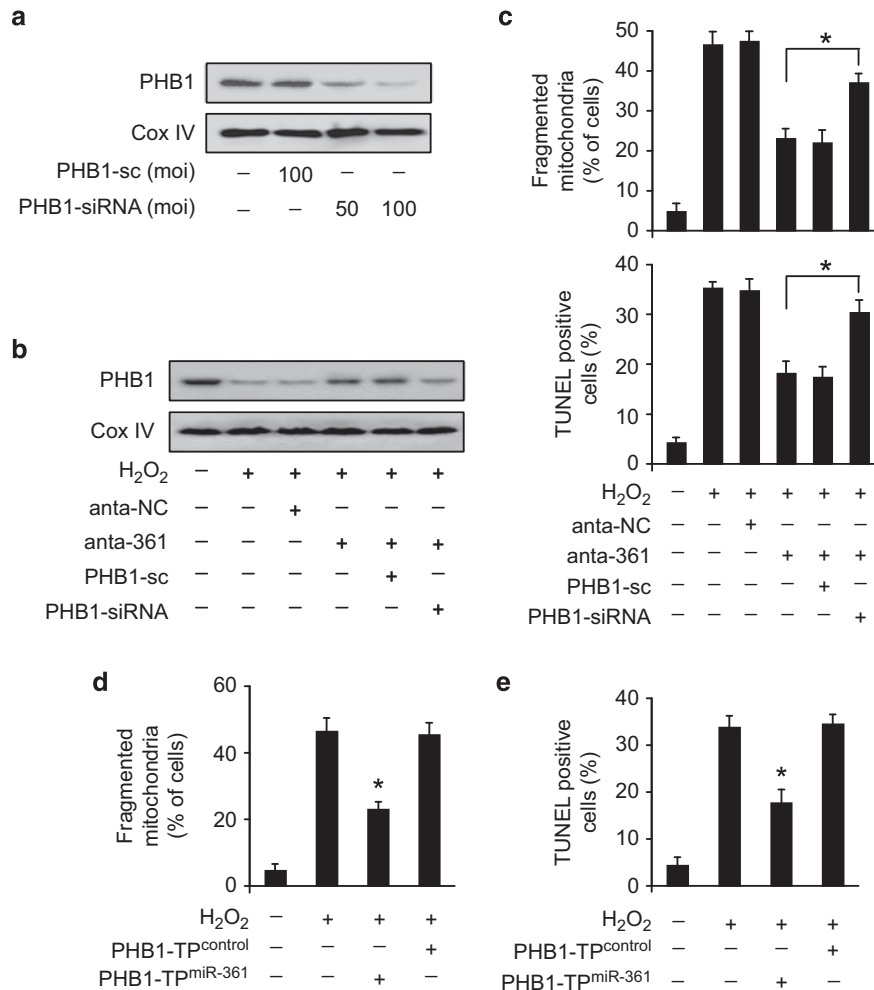 a
PHB1
Cox IV
PHB1-sc (moi) – 100 – –
PHB1-siRNA (moi) – – 50 100
b
PHB1
Cox IV
H₂O₂ – + + + + +
anta-NC – – + – – –
anta-361 – – – + + +
PHB1-sc – – – – + –
PHB1-siRNA – – – – – +
c
Fragmented
mitochondria
(% of cells)
50
40
30
20
10
0
*
TUNEL positive
cells (%)
40
30
20
10
0
*
H₂O₂ – + + + + +
anta-NC – – + – – –
anta-361 – – – + + +
PHB1-sc – – – – + –
PHB1-siRNA – – – – – +
d
Fragmented
mitochondria
(% of cells)
60
40
20
0
*
H₂O₂ – + + +
PHB1-TPcontrol – – – +
PHB1-TPmiR-361 – – + –
e
TUNEL positive
cells (%)
40
30
20
10
0
*
H₂O₂ – + + +
PHB1-TPcontrol – – – +
PHB1-TPmiR-361 – – + –